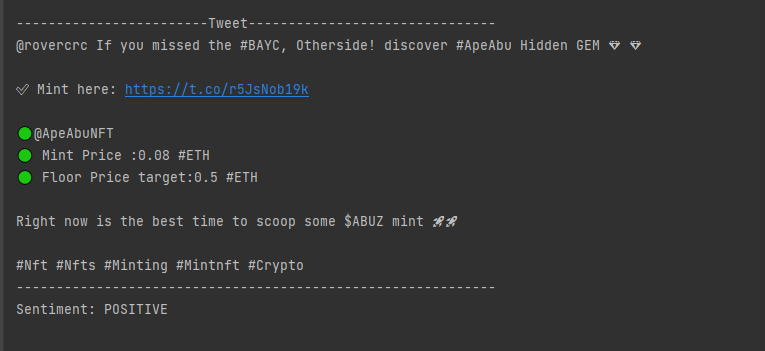 ------------------------Tweet-------------------------------
@rovercrc If you missed the #BAYC, Otherside! discover #ApeAbu Hidden GEM 💎 💎
✅ Mint here: https://t.co/r5JsNob19k
🟢@ApeAbuNFT
🟢 Mint Price :0.08 #ETH
🟢 Floor Price target:0.5 #ETH
Right now is the best time to scoop some $ABUZ mint 🚀🚀
#Nft #Nfts #Minting #Mintnft #Crypto
------------------------------------------------------------
Sentiment: POSITIVE